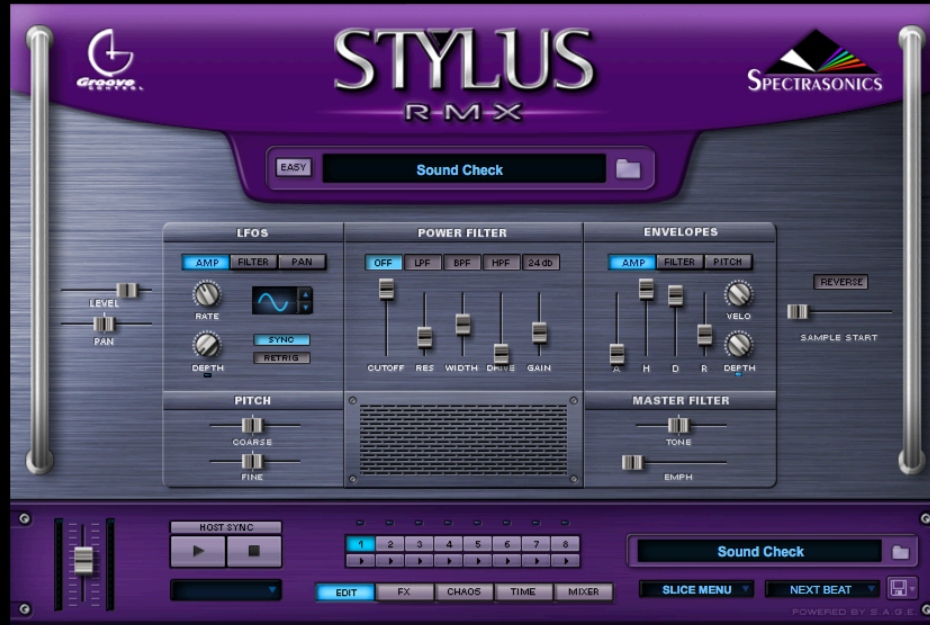 Groove
CONTROL
STYLUS
RMX
SPECTRASONICS
EASY
Sound Check
LFOS
AMP FILTER PAN
RATE
DEPTH
SYNC
RETRIG
POWER FILTER
OFF LPF BPF HPF 24 db
CUTOFF RES WIDTH DRIVE GAIN
ENVELOPES
AMP FILTER PITCH
A H D R
VELO
DEPTH
LEVEL
PAN
REVERSE
SAMPLE START
PITCH
COARSE
FINE
MASTER FILTER
TONE
EMPH
HOST SYNC
1 2 3 4 5 6 7 8
EDIT FX CHAOS TIME MIXER
Sound Check
SLICE MENU NEXT BEAT
POWERED BY S.A.G.E.